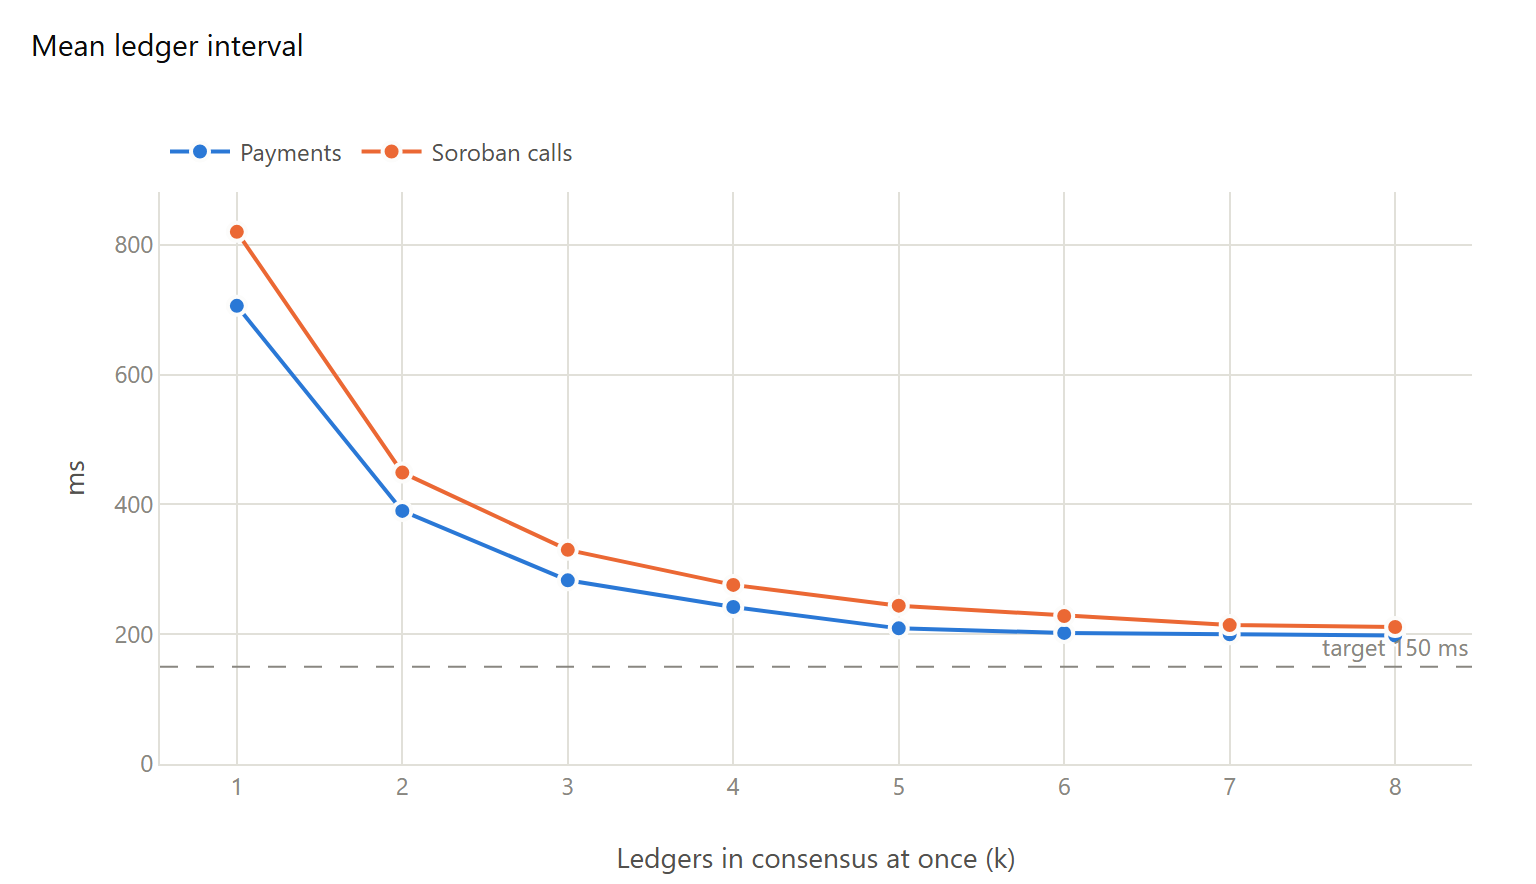 Mean ledger interval
Payments
Soroban calls
800
600
400
200
0
ms
target 150 ms
1 2 3 4 5 6 7 8
Ledgers in consensus at once (k)